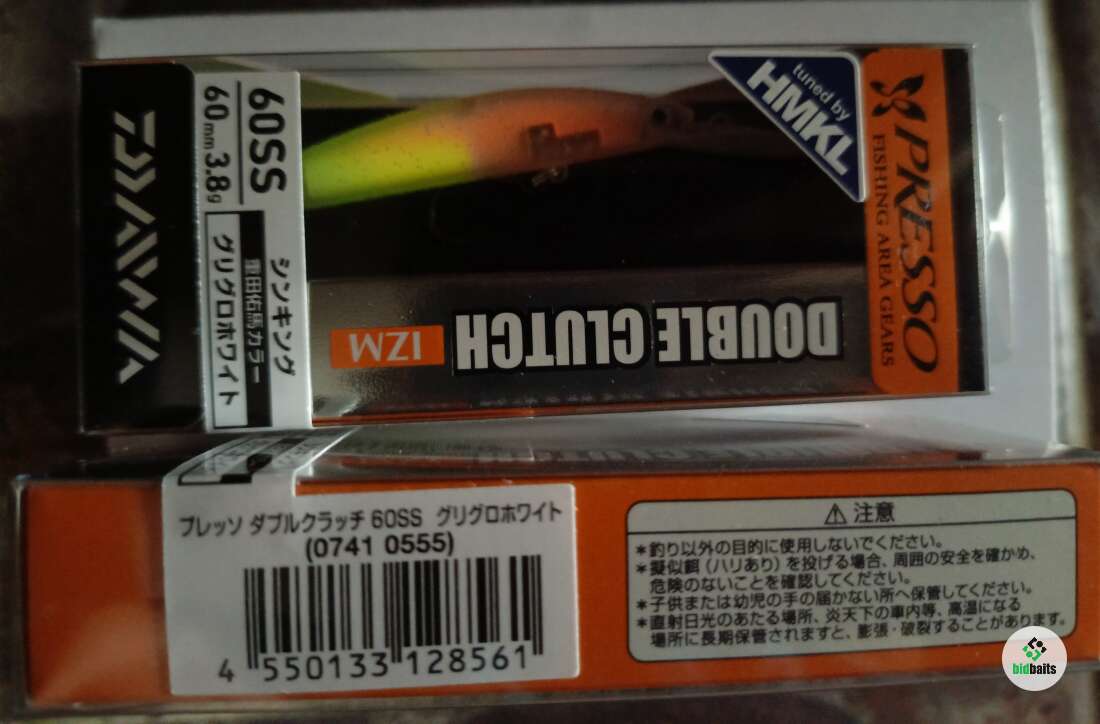 DAIWA
60SS
60mm 3.8g
シンキング
重田佑馬カラー
グリグロホワイト
tuned by
HMKL
PRESSO
FISHING AREA GEARS
DOUBLE CLUTCH
IZM
プレッソ ダブルクラッチ 60SS グリグロホワイト
(0741 0555)
4 550133 128561
⚠ 注意
*釣り以外の目的に使用しないでください。
*擬似餌(ハリあり)を投げる場合、周囲の安全を確かめ、
危険のないことを確認してください。
*子供または幼児の手の届かない所へ保管してください。
*直射日光のあたる場所、炎天下の車内等、高温になる
場所に長期保管されますと、膨張・破裂することがあります。
bidbaits